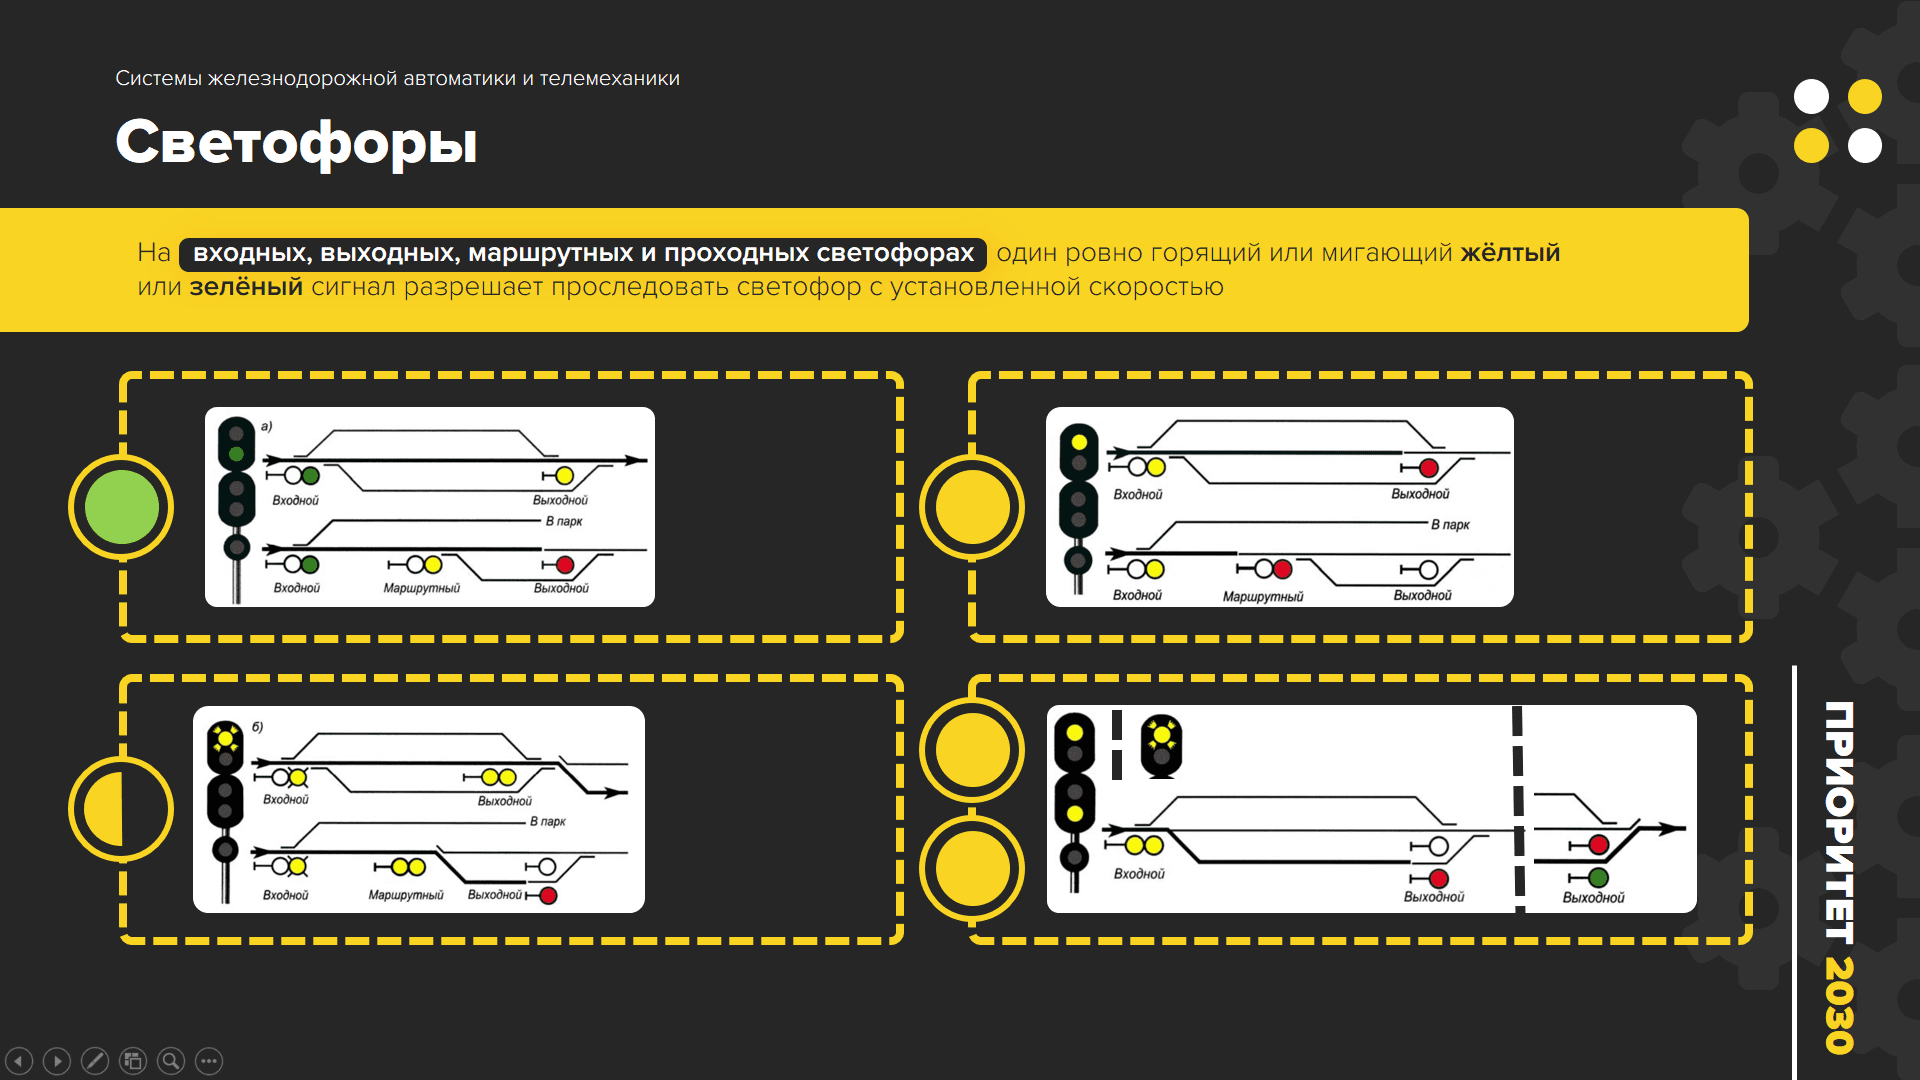 Системы железнодорожной автоматики и телемеханики
Светофоры
На входных, выходных, маршрутных и проходных светофорах один ровно горящий или мигающий жёлтый
или зелёный сигнал разрешает проследовать светофор с установленной скоростью
а)
Входной
Выходной
В парк
Входной
Маршрутный
Выходной
Входной
Выходной
В парк
Входной
Маршрутный
Выходной
б)
Входной
Выходной
В парк
Входной
Маршрутный
Выходной
Входной
Выходной
Выходной
ПРИОРИТЕТ 2030